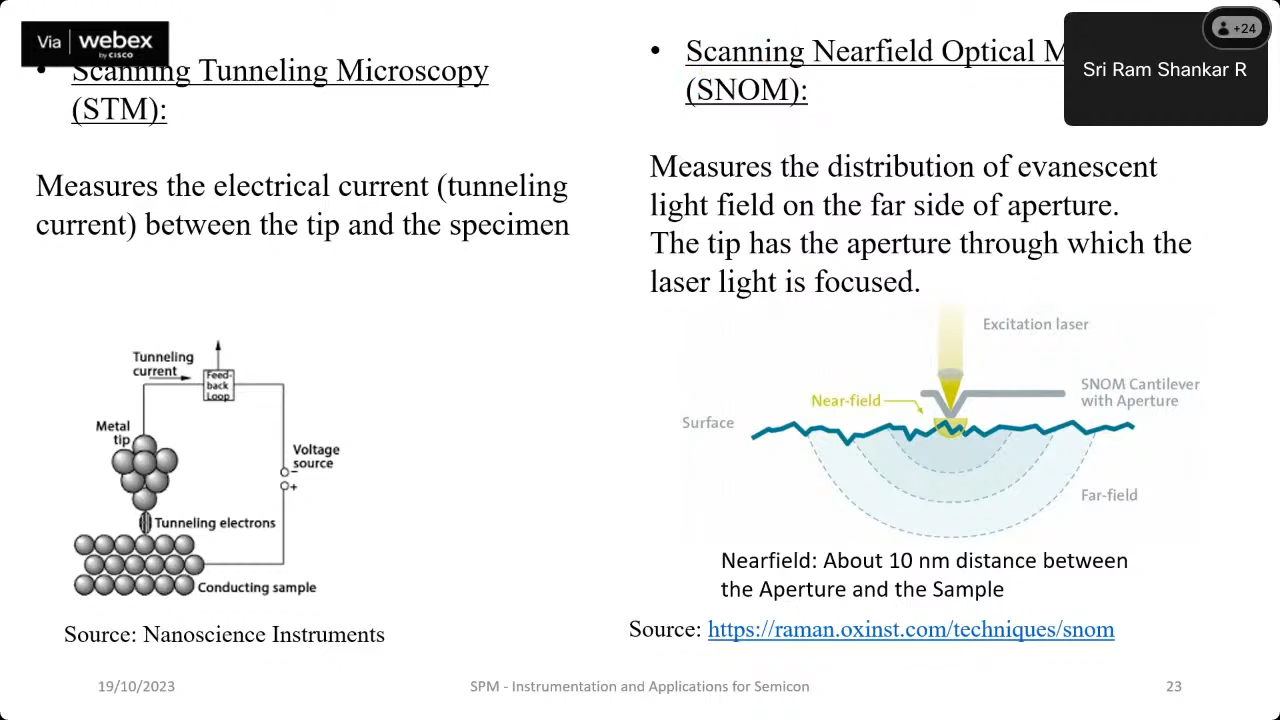 Via webex
by CISCO
+24
Sri Ram Shankar R
• Scanning Tunneling Microscopy
(STM):
Measures the electrical current (tunneling
current) between the tip and the specimen
Tunneling
current
Feed-
back
Loop
Metal
tip
Voltage
source
−
+
Tunneling electrons
Conducting sample
Source: Nanoscience Instruments
• Scanning Nearfield Optical M
(SNOM):
Measures the distribution of evanescent
light field on the far side of aperture.
The tip has the aperture through which the
laser light is focused.
Excitation laser
SNOM Cantilever
with Aperture
Near-field
Surface
Far-field
Nearfield: About 10 nm distance between
the Aperture and the Sample
Source: https://raman.oxinst.com/techniques/snom
19/10/2023
SPM - Instrumentation and Applications for Semicon
23